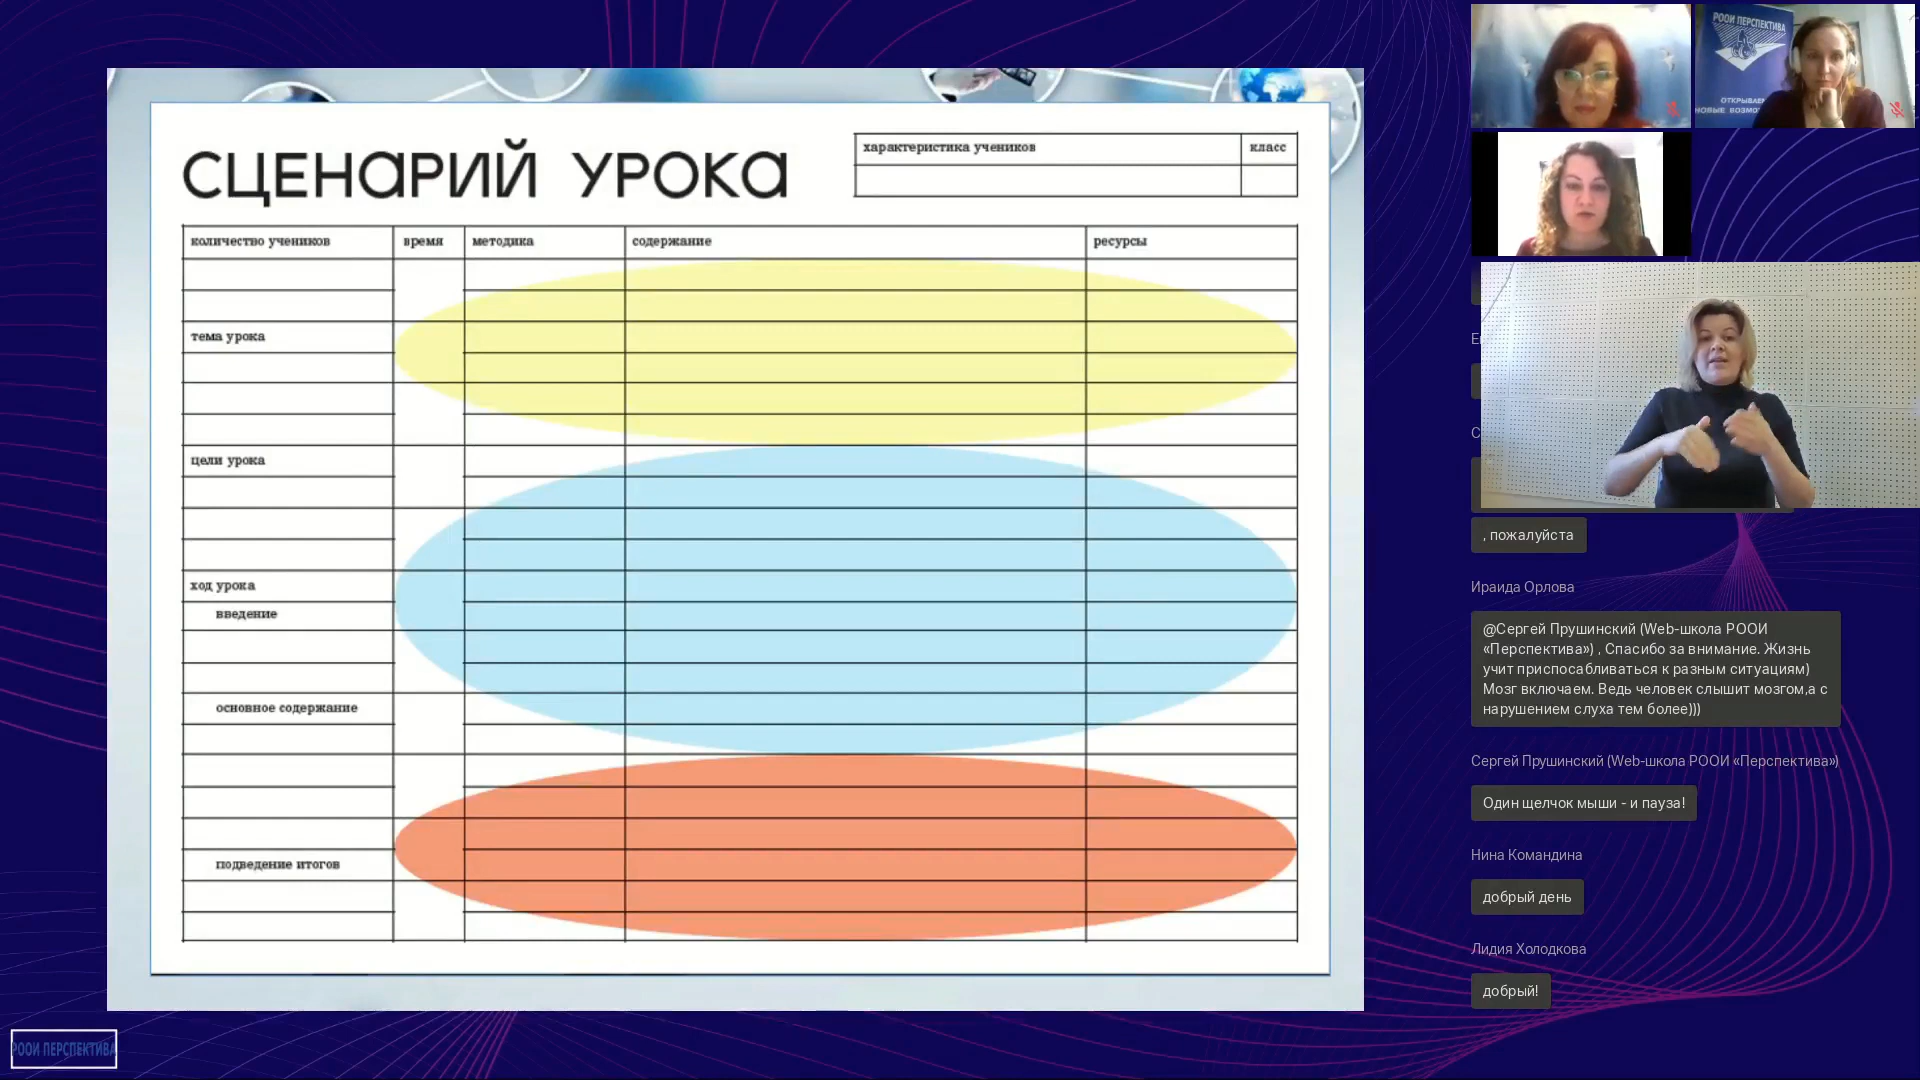 СЦЕНАРИЙ УРОКА
характеристика учеников
класс
количество учеников
время
методика
содержание
ресурсы
тема урока
цели урока
ход урока
введение
основное содержание
подведение итогов
РООИ ПЕРСПЕКТИВА
РООИ ПЕРСПЕКТИВА
, пожалуйста
Ираида Орлова
@Сергей Прушинский (Web-школа РООИ
«Перспектива») , Спасибо за внимание. Жизнь
учит приспосабливаться к разным ситуациям)
Мозг включаем. Ведь человек слышит мозгом,а с
нарушением слуха тем более)))
Сергей Прушинский (Web-школа РООИ «Перспектива»)
Один щелчок мыши - и пауза!
Нина Командина
добрый день
Лидия Холодкова
добрый!